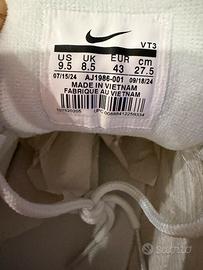 VT3
US UK EUR cm
9.5 8.5 43 27.5
07/15/24 AJ1986-001 09/18/24
MADE IN VIETNAM
FABRIQUE AU VIETNAM
subito